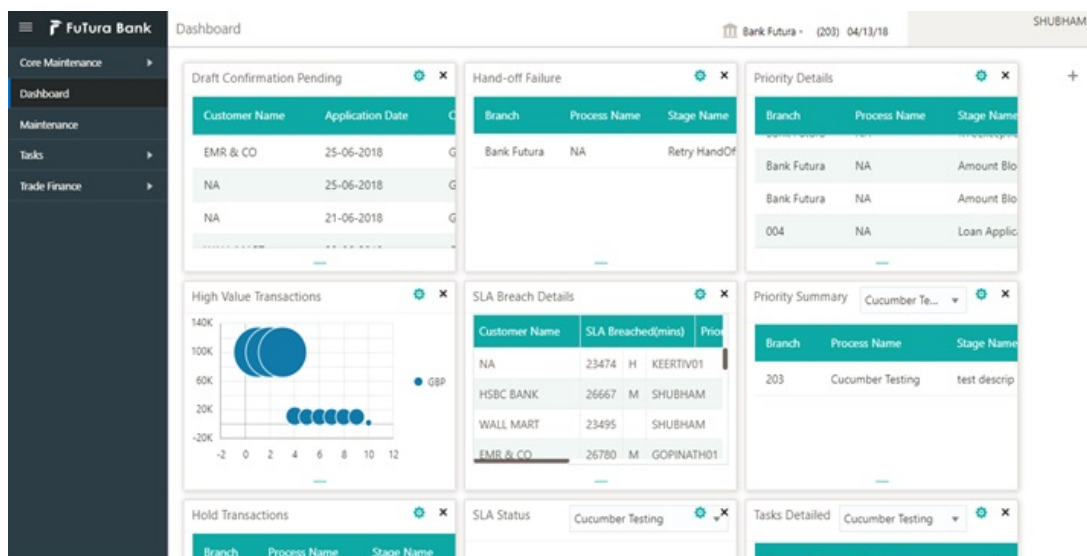 FuTura Bank
Dashboard
Bank Futura - (203) 04/13/18
SHUBHAM
Core Maintenance
Dashboard
Maintenance
Tasks
Trade Finance
Draft Confirmation Pending
Customer Name Application Date
EMR & CO 25-06-2018 G
NA 25-06-2018 G
NA 21-06-2018 G
Hand-off Failure
Branch Process Name Stage Name
Bank Futura NA Retry HandOf
Priority Details
Branch Process Name Stage Name
Bank Futura NA Amount Blo
Bank Futura NA Amount Blo
004 NA Loan Applic
High Value Transactions
140K
100K
60K
20K
-20K
-2 0 2 4 6 8 10 12
GBP
SLA Breach Details
Customer Name SLA Breached(mins) Prior
NA 23474 H KEERTIV01
HSBC BANK 26667 M SHUBHAM
WALL MART 23495 SHUBHAM
EMR & CO 26780 M GOPINATH01
Priority Summary Cucumber Te...
Branch Process Name Stage Name
203 Cucumber Testing test descrip
Hold Transactions
Branch Process Name Stage Name
SLA Status Cucumber Testing
Tasks Detailed Cucumber Testing